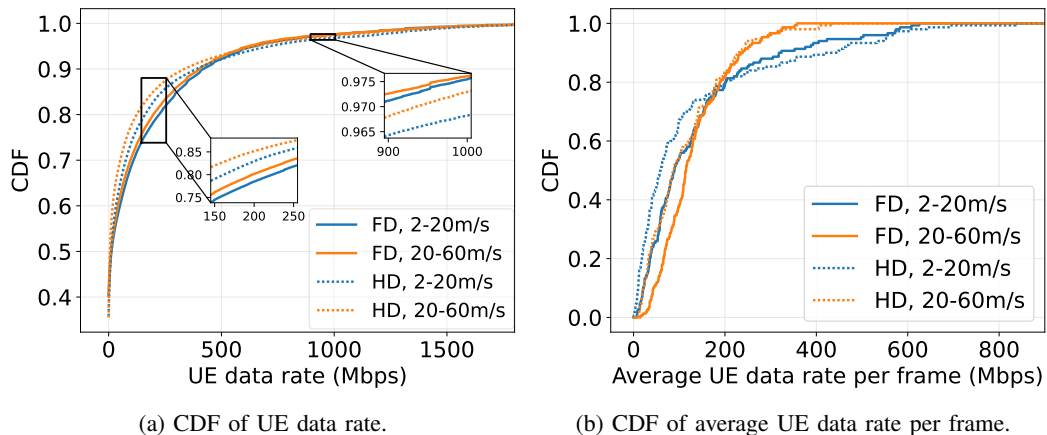 1.0
0.9
0.8
0.7
0.6
0.5
0.4
CDF
0.85
0.80
0.75
150 200 250
0.975
0.970
0.965
900 1000
FD, 2-20m/s
FD, 20-60m/s
HD, 2-20m/s
HD, 20-60m/s
0 500 1000 1500
UE data rate (Mbps)
(a) CDF of UE data rate.
1.0
0.8
0.6
0.4
0.2
0.0
CDF
FD, 2-20m/s
FD, 20-60m/s
HD, 2-20m/s
HD, 20-60m/s
0 200 400 600 800
Average UE data rate per frame (Mbps)
(b) CDF of average UE data rate per frame.